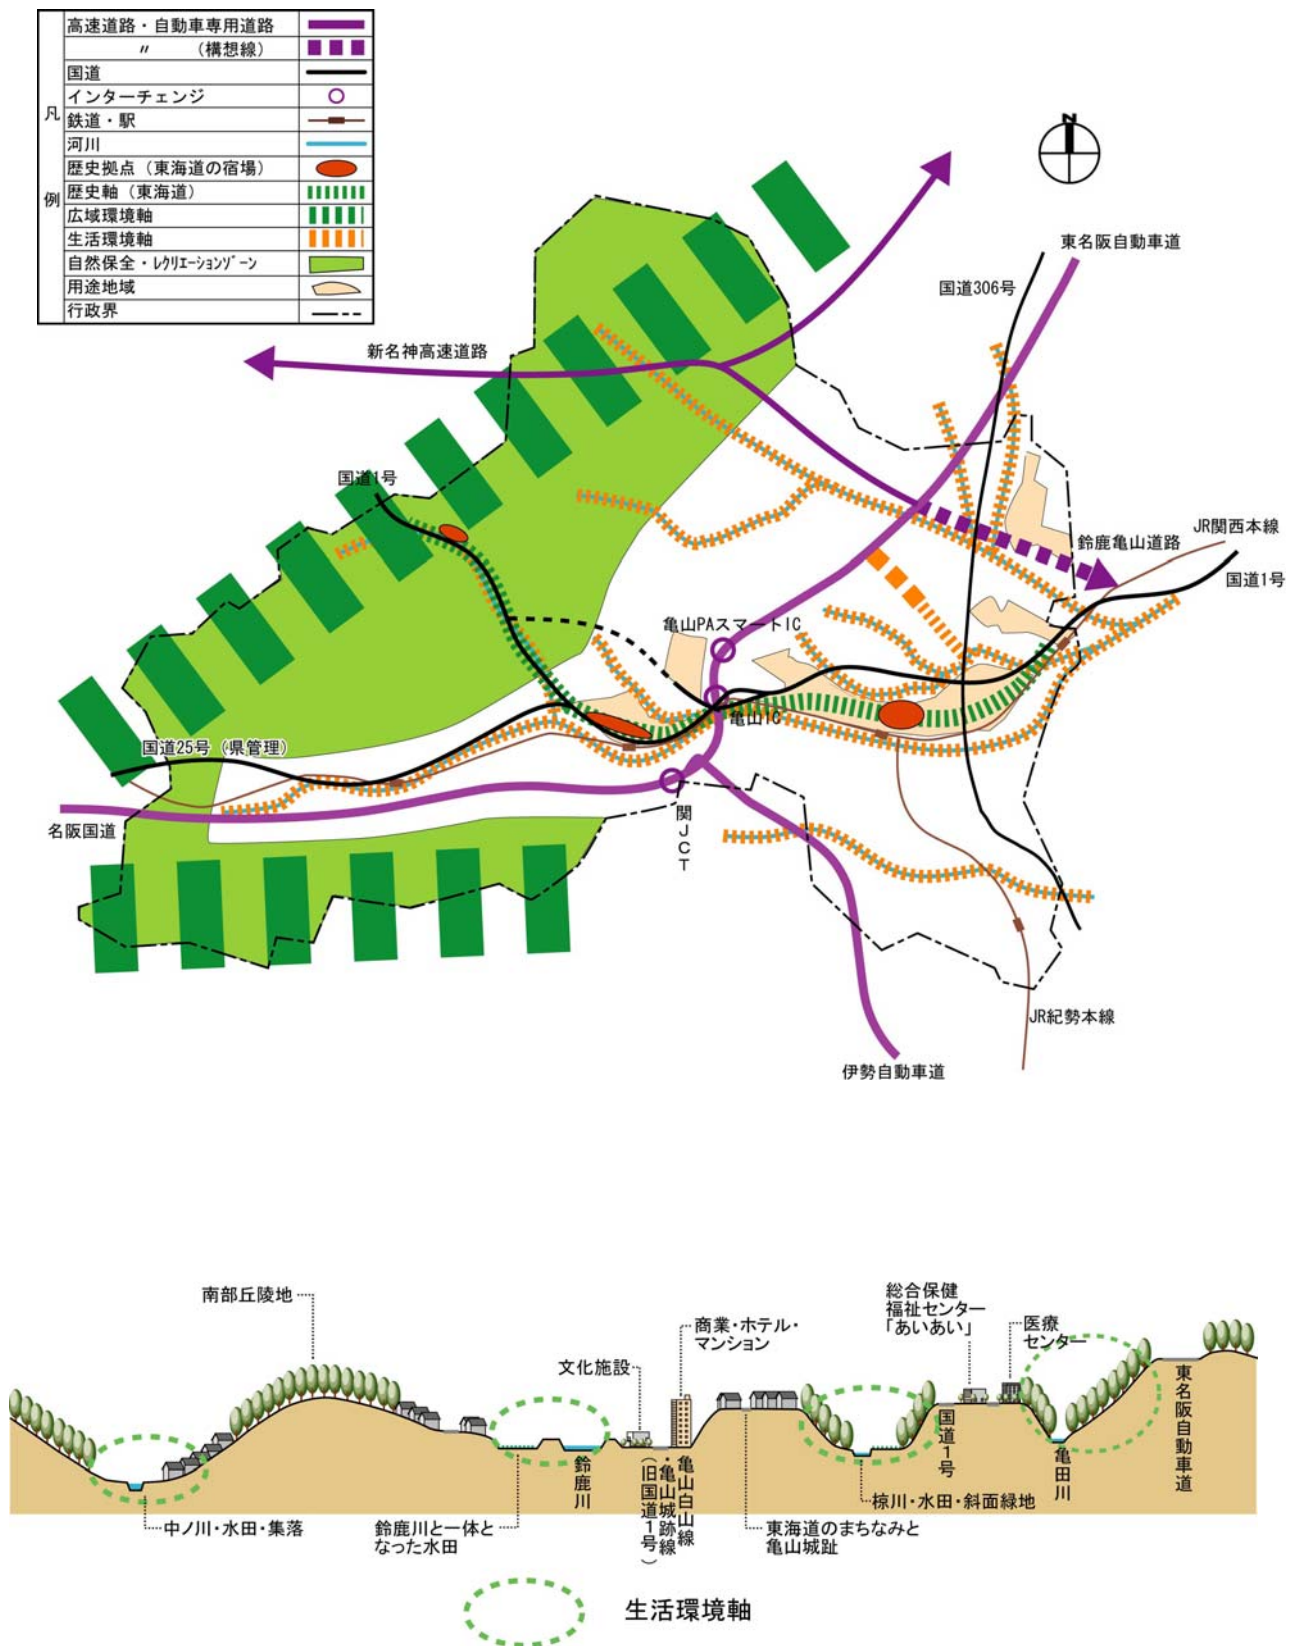 凡
例
高速道路・自動車専用道路
〃 (構想線)
国道
インターチェンジ
鉄道・駅
河川
歴史拠点(東海道の宿場)
歴史軸(東海道)
広域環境軸
生活環境軸
自然保全・レクリエーションゾーン
用途地域
行政界
N
東名阪自動車道
国道306号
新名神高速道路
国道1号
JR関西本線
鈴鹿亀山道路
国道1号
亀山PAスマートIC
亀山IC
国道25号(県管理)
名阪国道
関JCT
JR紀勢本線
伊勢自動車道
南部丘陵地
文化施設
商業・ホテル・
マンション
総合保健
福祉センター
「あいあい」
医療
センター
中ノ川・水田・集落
鈴鹿川と一体と
なった水田
鈴鹿川
亀山白山線
・亀山城跡線
(旧国道1号)
東海道のまちなみと
亀山城趾
国道1号
椋川・水田・斜面緑地
亀田川
東名阪自動車道
生活環境軸